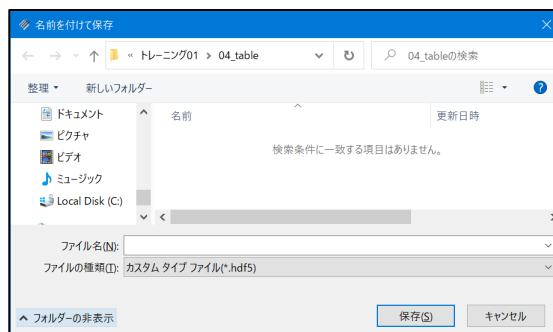 名前を付けて保存
« トレーニング01 › 04_table
04_tableの検索
整理
新しいフォルダー
ドキュメント
ピクチャ
ビデオ
ミュージック
Local Disk (C:)
名前
更新日時
検索条件に一致する項目はありません。
ファイル名(N):
ファイルの種類(T): カスタム タイプ ファイル(*.hdf5)
フォルダーの非表示
保存(S)
キャンセル